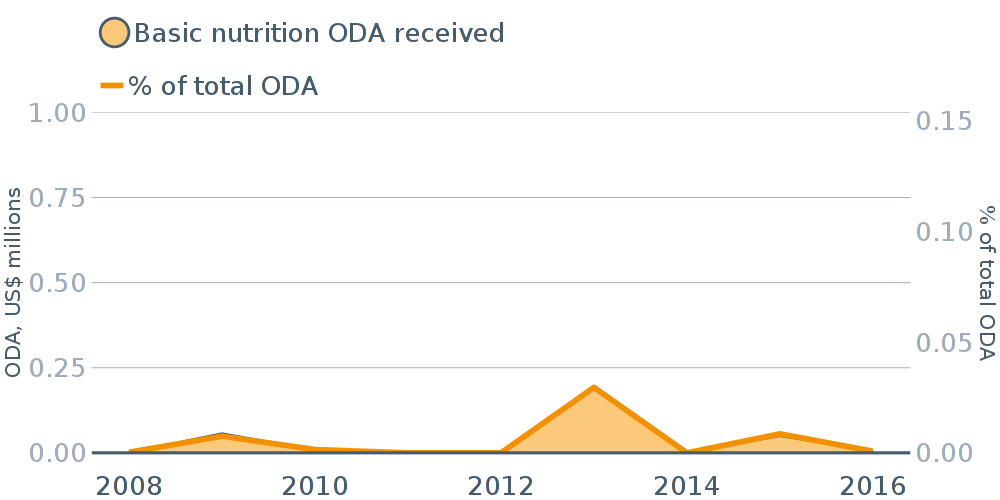 Basic nutrition ODA received
% of total ODA
1.00
0.75
0.50
0.25
0.00
ODA, US$ millions
0.15
0.10
0.05
0.00
% of total ODA
2008 2010 2012 2014 2016